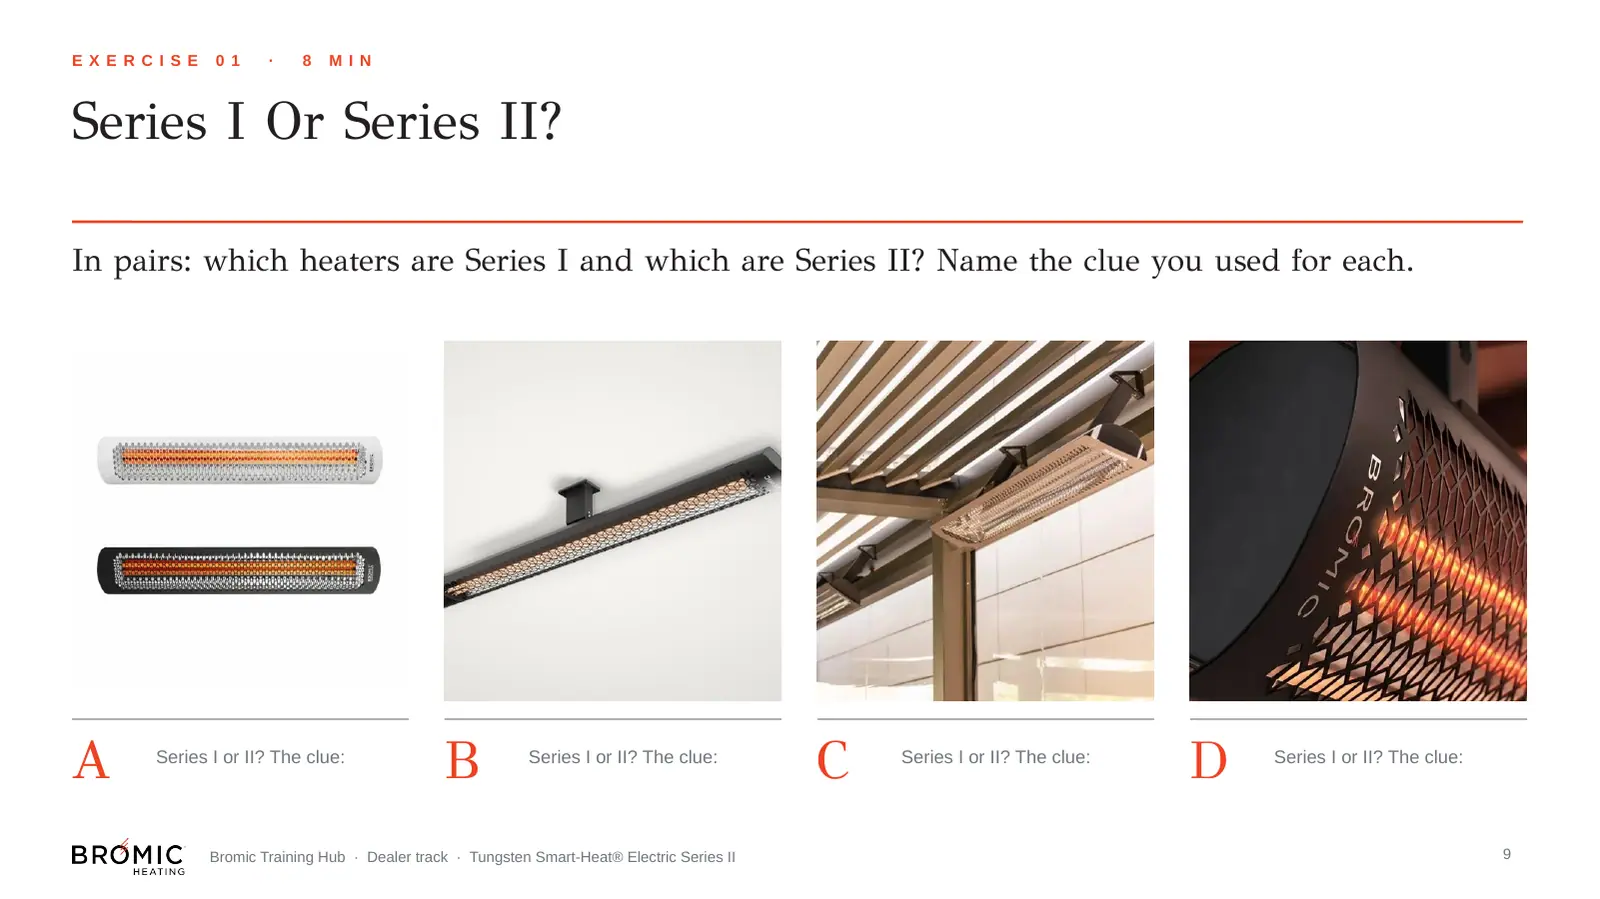 EXERCISE 01 · 8 MIN
Series I Or Series II?
In pairs: which heaters are Series I and which are Series II? Name the clue you used for each.
BROMIC
A Series I or II? The clue:
B Series I or II? The clue:
C Series I or II? The clue:
D Series I or II? The clue:
BROMIC HEATING
Bromic Training Hub · Dealer track · Tungsten Smart-Heat® Electric Series II
9